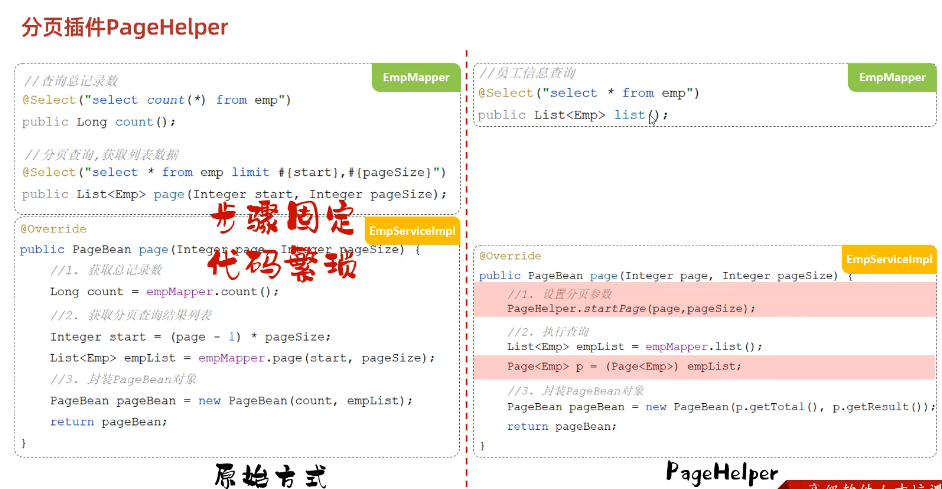 分页插件PageHelper
EmpMapper
//查询总记录数
@Select("select count(*) from emp")
public Long count();
//分页查询,获取列表数据
@Select("select * from emp limit #{start},#{pageSize}")
public List<Emp> page(Integer start, Integer pageSize);
步骤固定
代码繁琐
EmpServiceImpl
@Override
public PageBean page(Integer page, Integer pageSize) {
//1. 获取总记录数
Long count = empMapper.count();
//2. 获取分页查询结果列表
Integer start = (page - 1) * pageSize;
List<Emp> empList = empMapper.page(start, pageSize);
//3. 封装PageBean对象
PageBean pageBean = new PageBean(count, empList);
return pageBean;
}
原始方式
EmpMapper
//员工信息查询
@Select("select * from emp")
public List<Emp> list();
EmpServiceImpl
@Override
public PageBean page(Integer page, Integer pageSize) {
//1. 设置分页参数
PageHelper.startPage(page,pageSize);
//2. 执行查询
List<Emp> empList = empMapper.list();
Page<Emp> p = (Page<Emp>) empList;
//3. 封装PageBean对象
PageBean pageBean = new PageBean(p.getTotal(), p.getResult());
return pageBean;
}
PageHelper